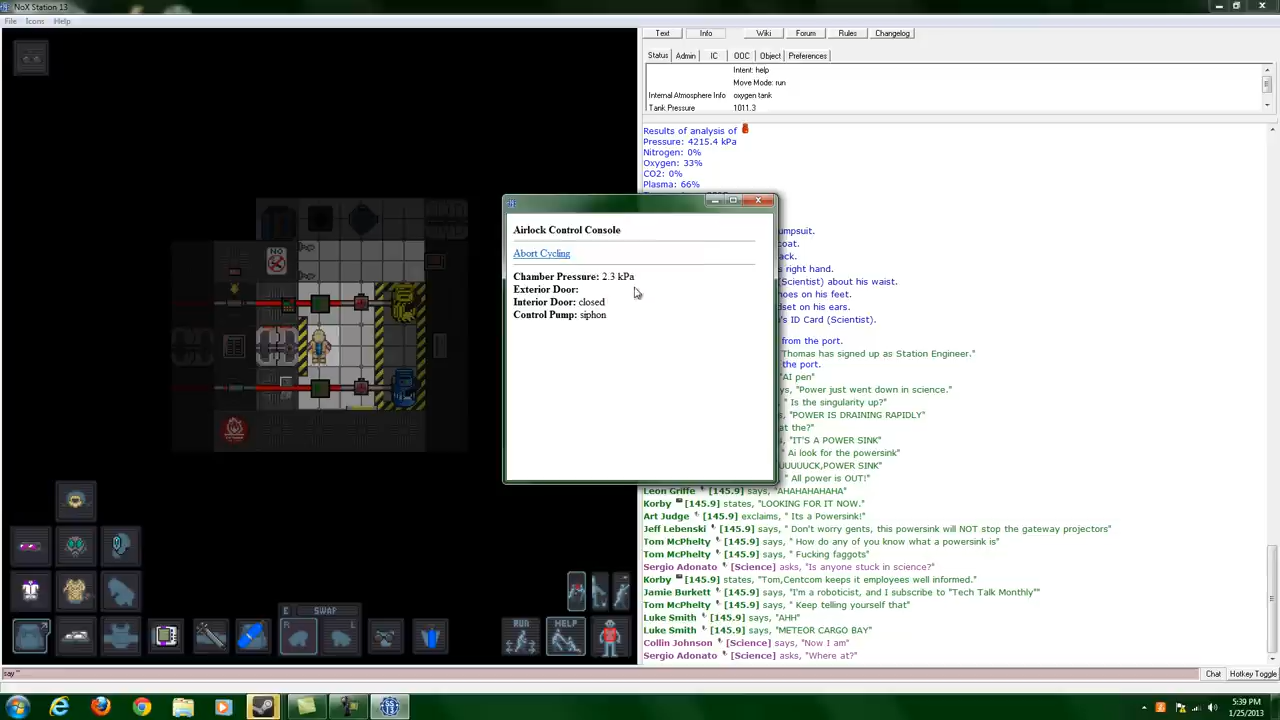 NoX Station 13
File Icons Help
Text Info Wiki Forum Rules Changelog
Status Admin IC OOC Object Preferences
Intent: help
Move Mode: run
Internal Atmosphere Info oxygen tank
Tank Pressure 1011.3
Results of analysis of
Pressure: 4215.4 kPa
Nitrogen: 0%
Oxygen: 33%
CO2: 0%
Plasma: 66%
Airlock Control Console
Abort Cycling
Chamber Pressure: 2.3 kPa
Exterior Door:
Interior Door: closed
Control Pump: siphon
NO
umpsuit.
coat.
ack.
s right hand.
(Scientist) about his waist.
hoes on his feet.
dset on his ears.
's ID Card (Scientist).
from the port.
Thomas has signed up as Station Engineer."
the port.
"AI pen"
ys, "Power just went down in science."
" Is the singularity up?"
"POWER IS DRAINING RAPIDLY"
at the?"
, "IT'S A POWER SINK"
" Ai look for the powersink"
UUUUUCK,POWER SINK"
" All power is OUT!"
Leon Griffe [145.9] says, "AHAHAHAHAHA"
Korby [145.9] states, "LOOKING FOR IT NOW."
Art Judge [145.9] exclaims, " Its a Powersink!"
Jeff Lebenski [145.9] says, " Don't worry gents, this powersink will NOT stop the gateway projectors"
Tom McPhelty [145.9] says, " How do any of you know what a powersink is"
Tom McPhelty [145.9] says, " Fucking faggots"
Sergio Adonato [Science] asks, "Is anyone stuck in science?"
Korby [145.9] states, "Tom,Centcom keeps it employees well informed."
Jamie Burkett [145.9] says, "I'm a roboticist, and I subscribe to "Tech Talk Monthly""
Tom McPhelty [145.9] says, " Keep telling yourself that"
Luke Smith [145.9] says, "AHH"
Luke Smith [145.9] says, "METEOR CARGO BAY"
Collin Johnson [Science] says, "Now I am"
Sergio Adonato [Science] asks, "Where at?"
E SWAP
R L
RUN HELP
say "
Chat Hotkey Toggle
SS13
5:39 PM
1/25/2013